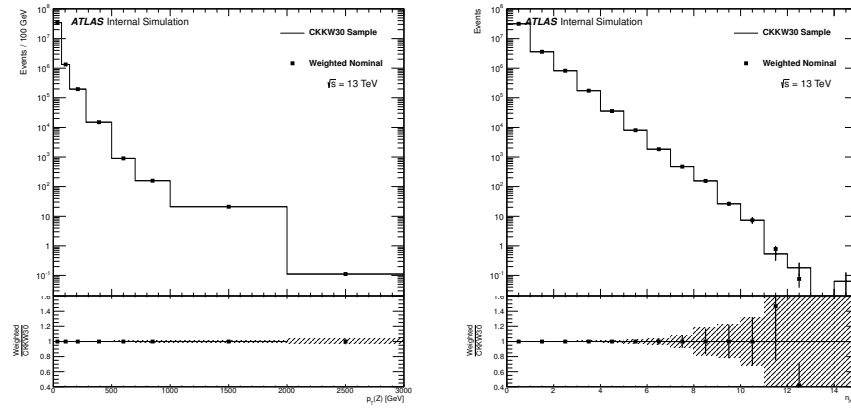 ATLAS Internal Simulation
Events / 100 GeV
CKKW30 Sample
Weighted Nominal
√s = 13 TeV
10⁸
10⁷
10⁶
10⁵
10⁴
10³
10²
10
1
10⁻¹
Weighted
CKKW30
1.6
1.4
1.2
1
0.8
0.6
0.4
0 500 1000 1500 2000 2500 3000
p_T(Z) [GeV]
ATLAS Internal Simulation
Events
CKKW30 Sample
Weighted Nominal
√s = 13 TeV
10⁸
10⁷
10⁶
10⁵
10⁴
10³
10²
10
1
10⁻¹
Weighted
CKKW30
1.6
1.4
1.2
1
0.8
0.6
0.4
0 2 4 6 8 10 12 14